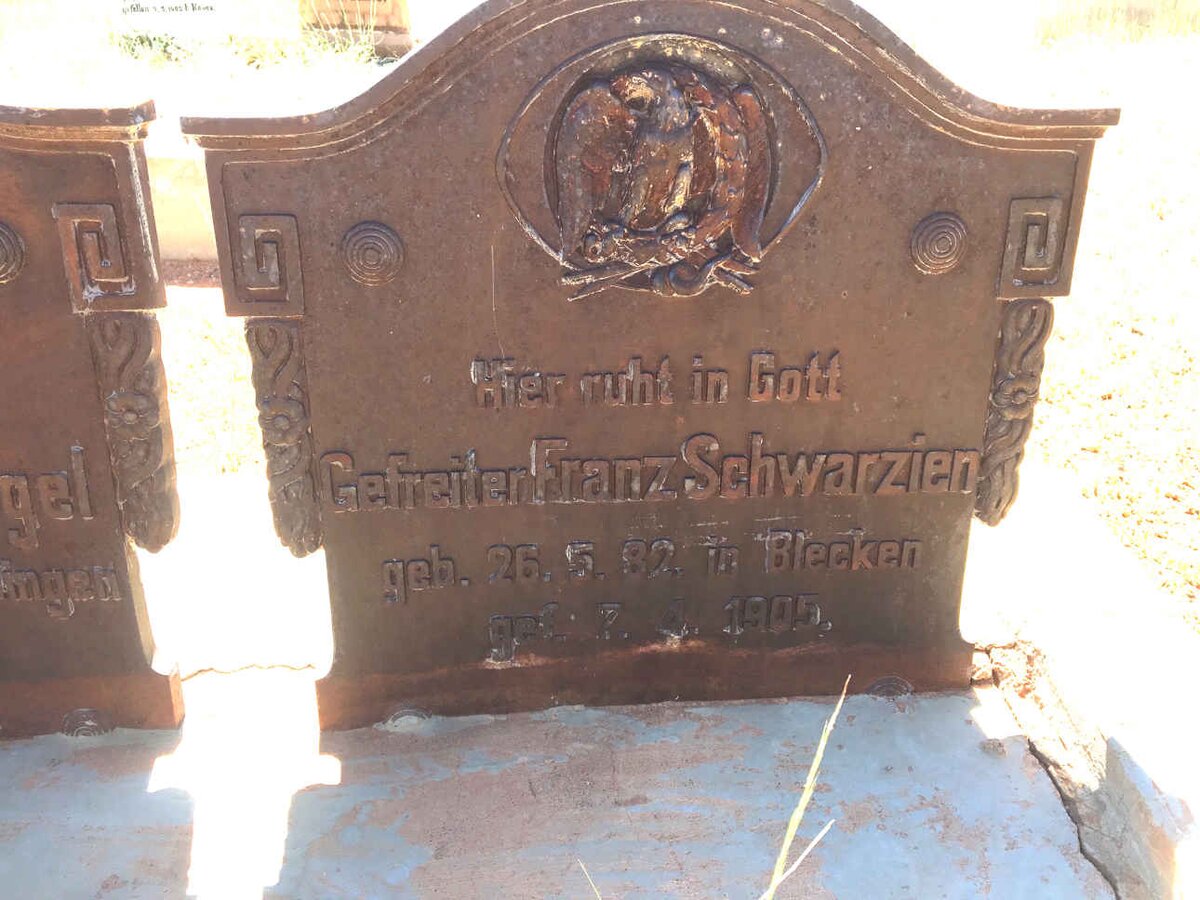 Hier ruht in Gott
Gefreiter Franz Schwarzien
geb. 26. 5. 82. in Blecken
gef. 7. 4. 1905.